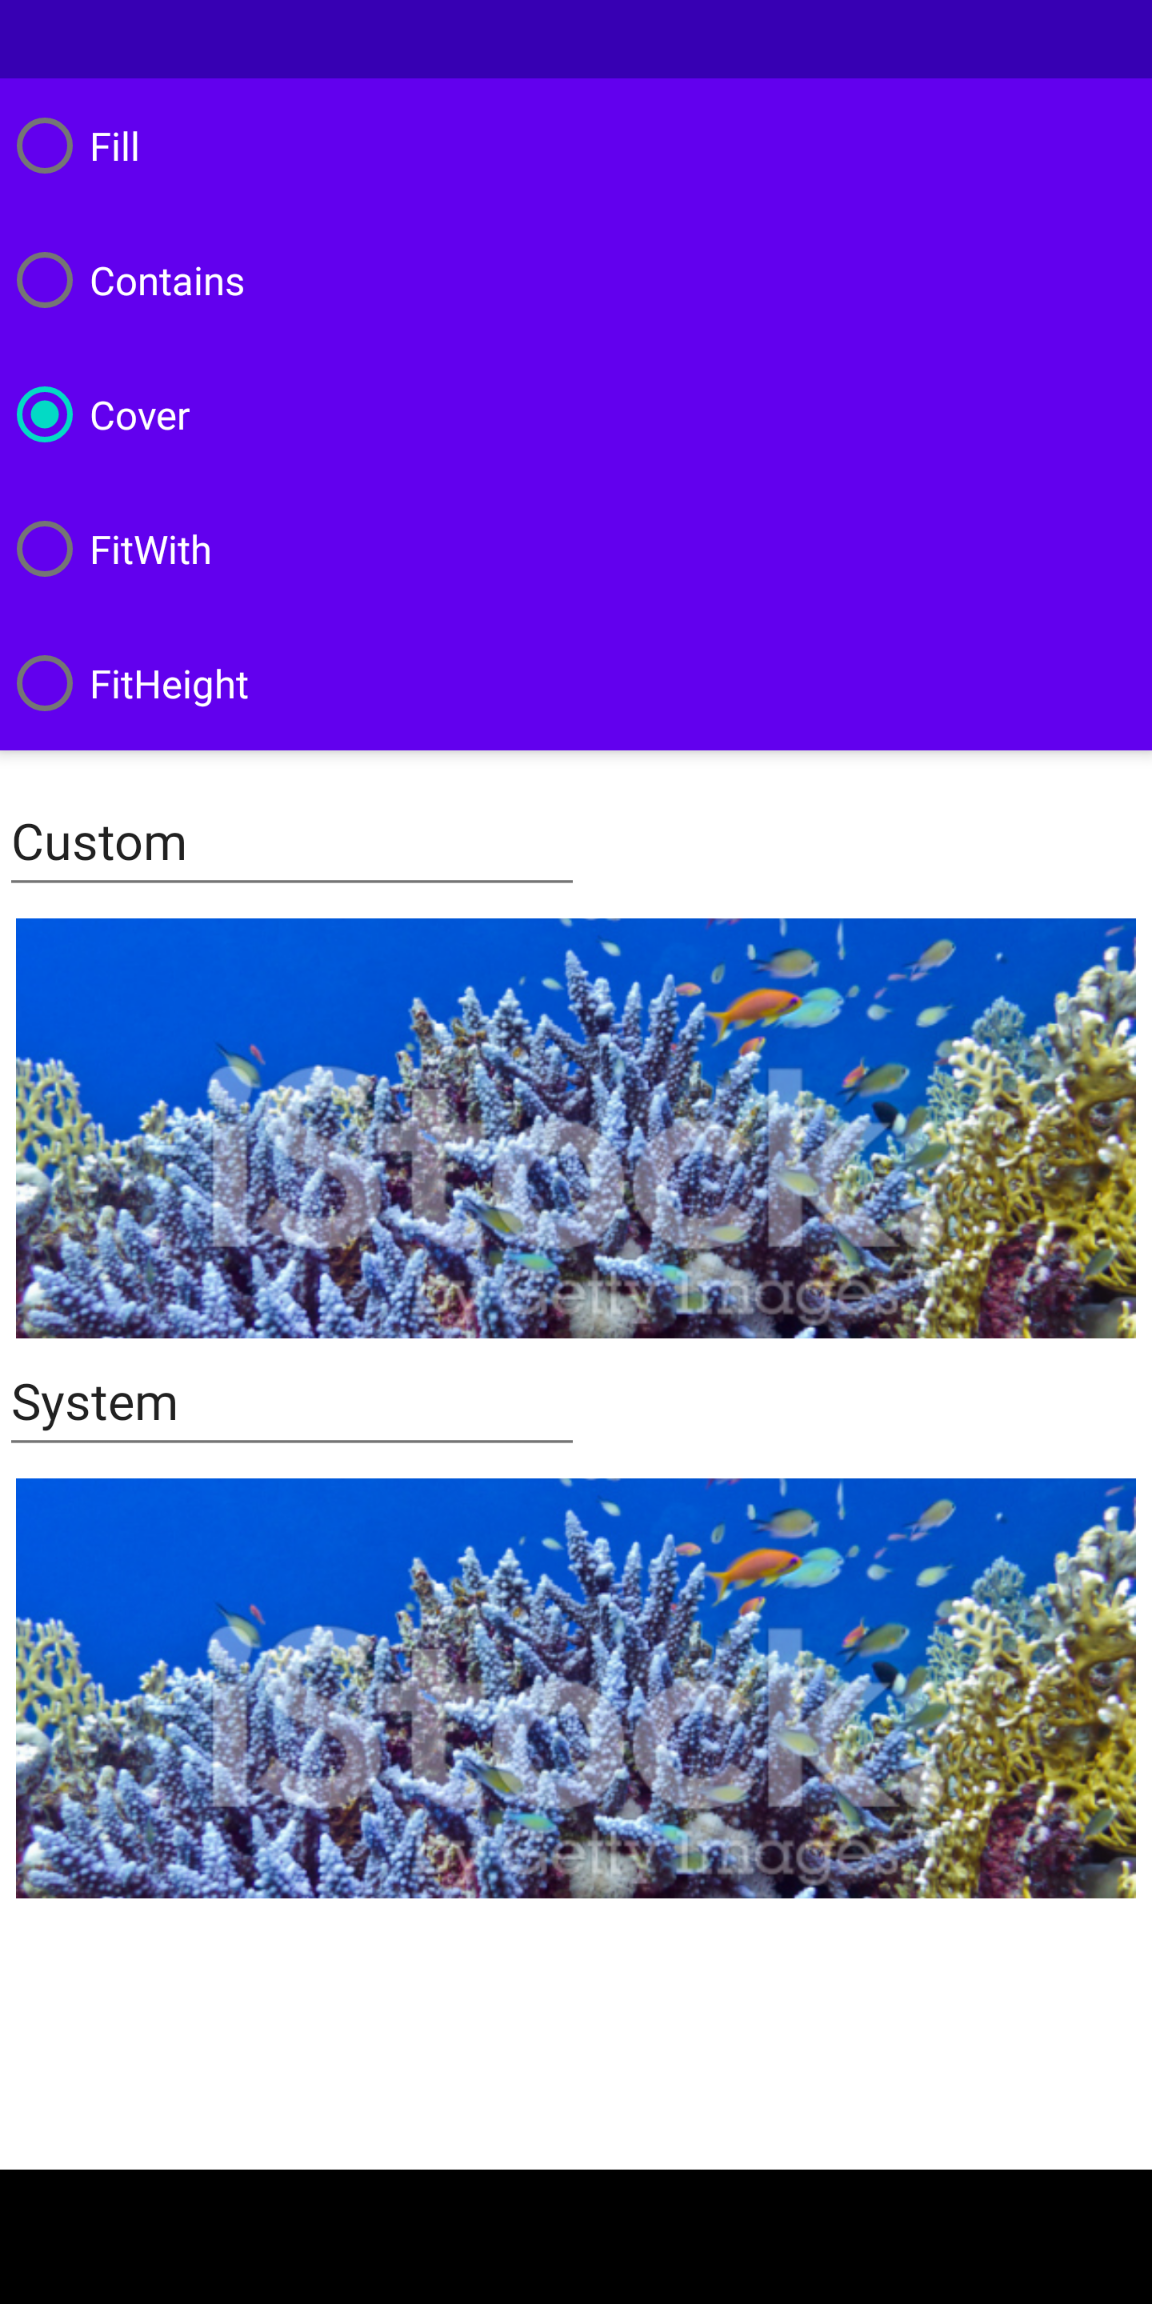 Fill
Contains
Cover
FitWith
FitHeight
Custom
iStock
by Getty Images
System
iStock
by Getty Images